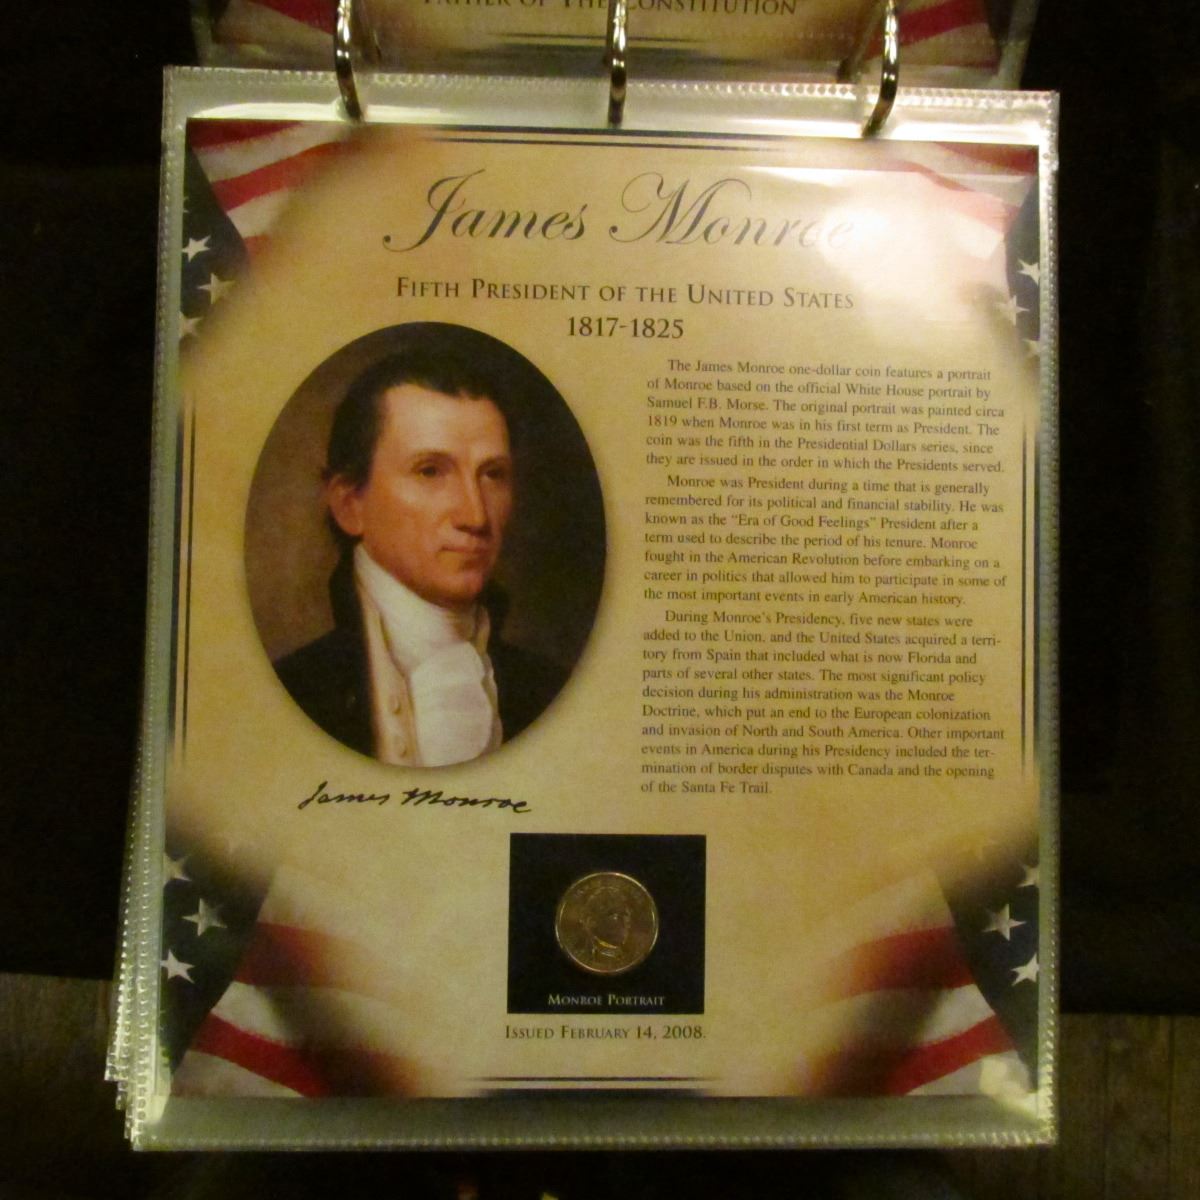 "Father of the Constitution"
James Monroe
Fifth President of the United States
1817-1825
The James Monroe one-dollar coin features a portrait
of Monroe based on the official White House portrait by
Samuel F.B. Morse. The original portrait was painted circa
1819 when Monroe was in his first term as President. The
coin was the fifth in the Presidential Dollars series, since
they are issued in the order in which the Presidents served.
Monroe was President during a time that is generally
remembered for its political and financial stability. He was
known as the “Era of Good Feelings” President after a
term used to describe the period of his tenure. Monroe
fought in the American Revolution before embarking on a
career in politics that allowed him to participate in some of
the most important events in early American history.
During Monroe’s Presidency, five new states were
added to the Union, and the United States acquired a terri-
tory from Spain that included what is now Florida and
parts of several other states. The most significant policy
decision during his administration was the Monroe
Doctrine, which put an end to the European colonization
and invasion of North and South America. Other important
events in America during his Presidency included the ter-
mination of border disputes with Canada and the opening
of the Santa Fe Trail.
James Monroe
Monroe Portrait
Issued February 14, 2008.